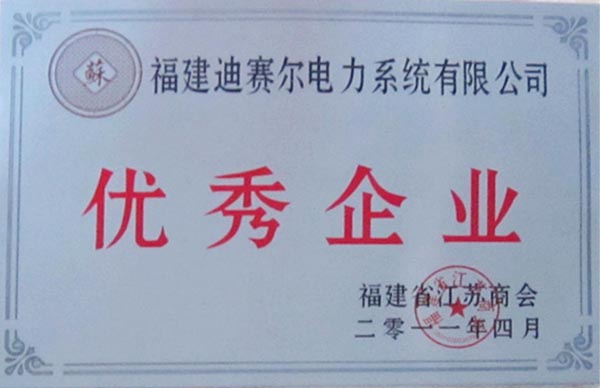 蘇
福建迪赛尔电力系统有限公司
优秀企业
福建省江苏商会
二零一一年四月